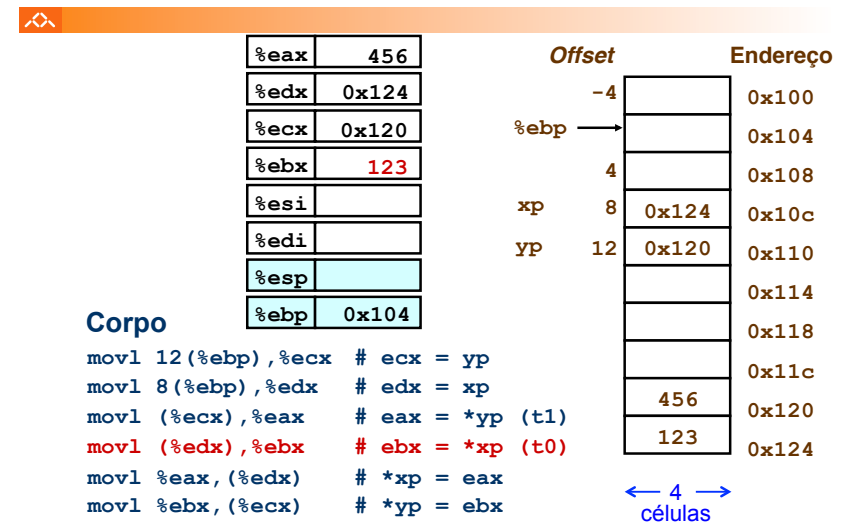 %eax 456
%edx 0x124
%ecx 0x120
%ebx 123
%esi
%edi
%esp
%ebp 0x104
Offset Endereço
-4 0x100
%ebp 0x104
4 0x108
xp 8 0x124 0x10c
yp 12 0x120 0x110
0x114
0x118
0x11c
456 0x120
123 0x124
4
células
Corpo
movl 12(%ebp),%ecx # ecx = yp
movl 8(%ebp),%edx # edx = xp
movl (%ecx),%eax # eax = *yp (t1)
movl (%edx),%ebx # ebx = *xp (t0)
movl %eax,(%edx) # *xp = eax
movl %ebx,(%ecx) # *yp = ebx